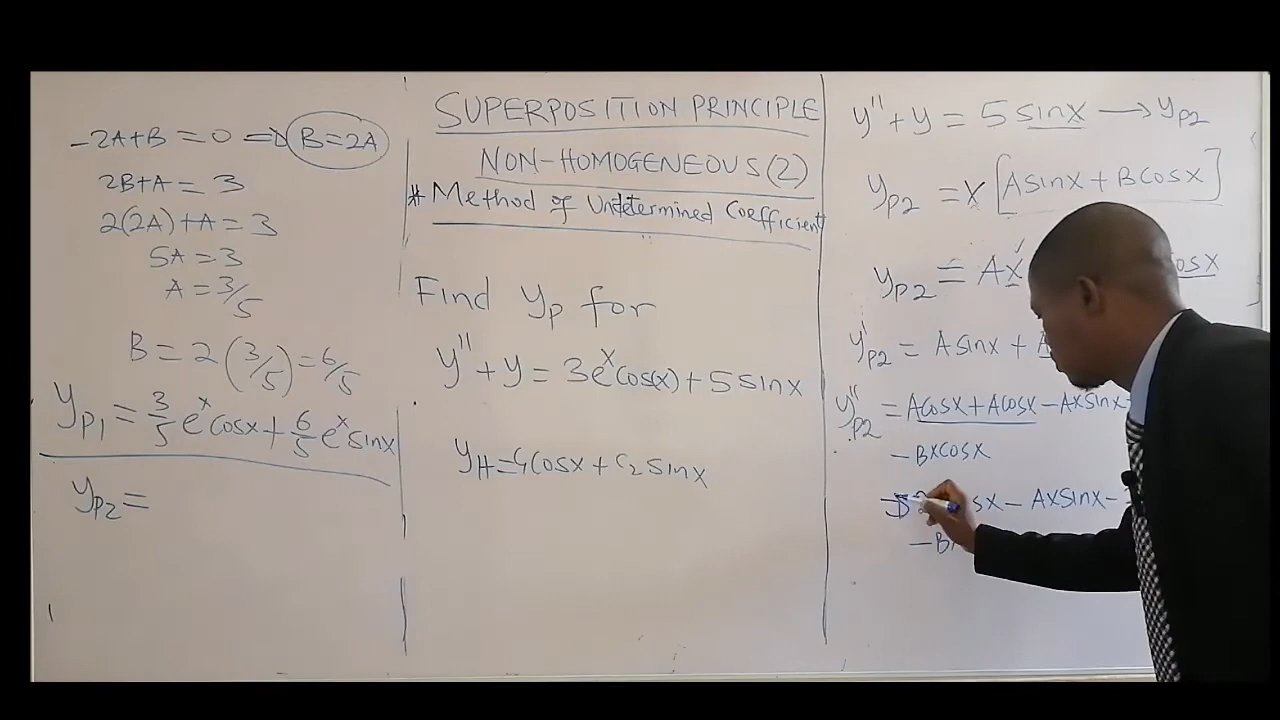 -2A+B = 0 => B=2A
2B+A = 3
2(2A)+A = 3
5A = 3
A = 3/5
B = 2(3/5) = 6/5
yp1 = 3/5 e^x cosx + 6/5 e^x sinx
yp2 =
SUPERPOSITION PRINCIPLE
NON-HOMOGENEOUS(2)
# Method of Undetermined Coefficient
Find yp for
y'' + y = 3e^x cos(x) + 5 sinx
yH = C1cosx + C2 sinx
y'' + y = 5 sinx → yp2
yp2 = x [Asinx + Bcosx]
yp2 = Ax cosx
y'p2 = Asinx +
y''p2 = Acosx + Acosx - Axsinx
- Bxcosx
- Axsinx -